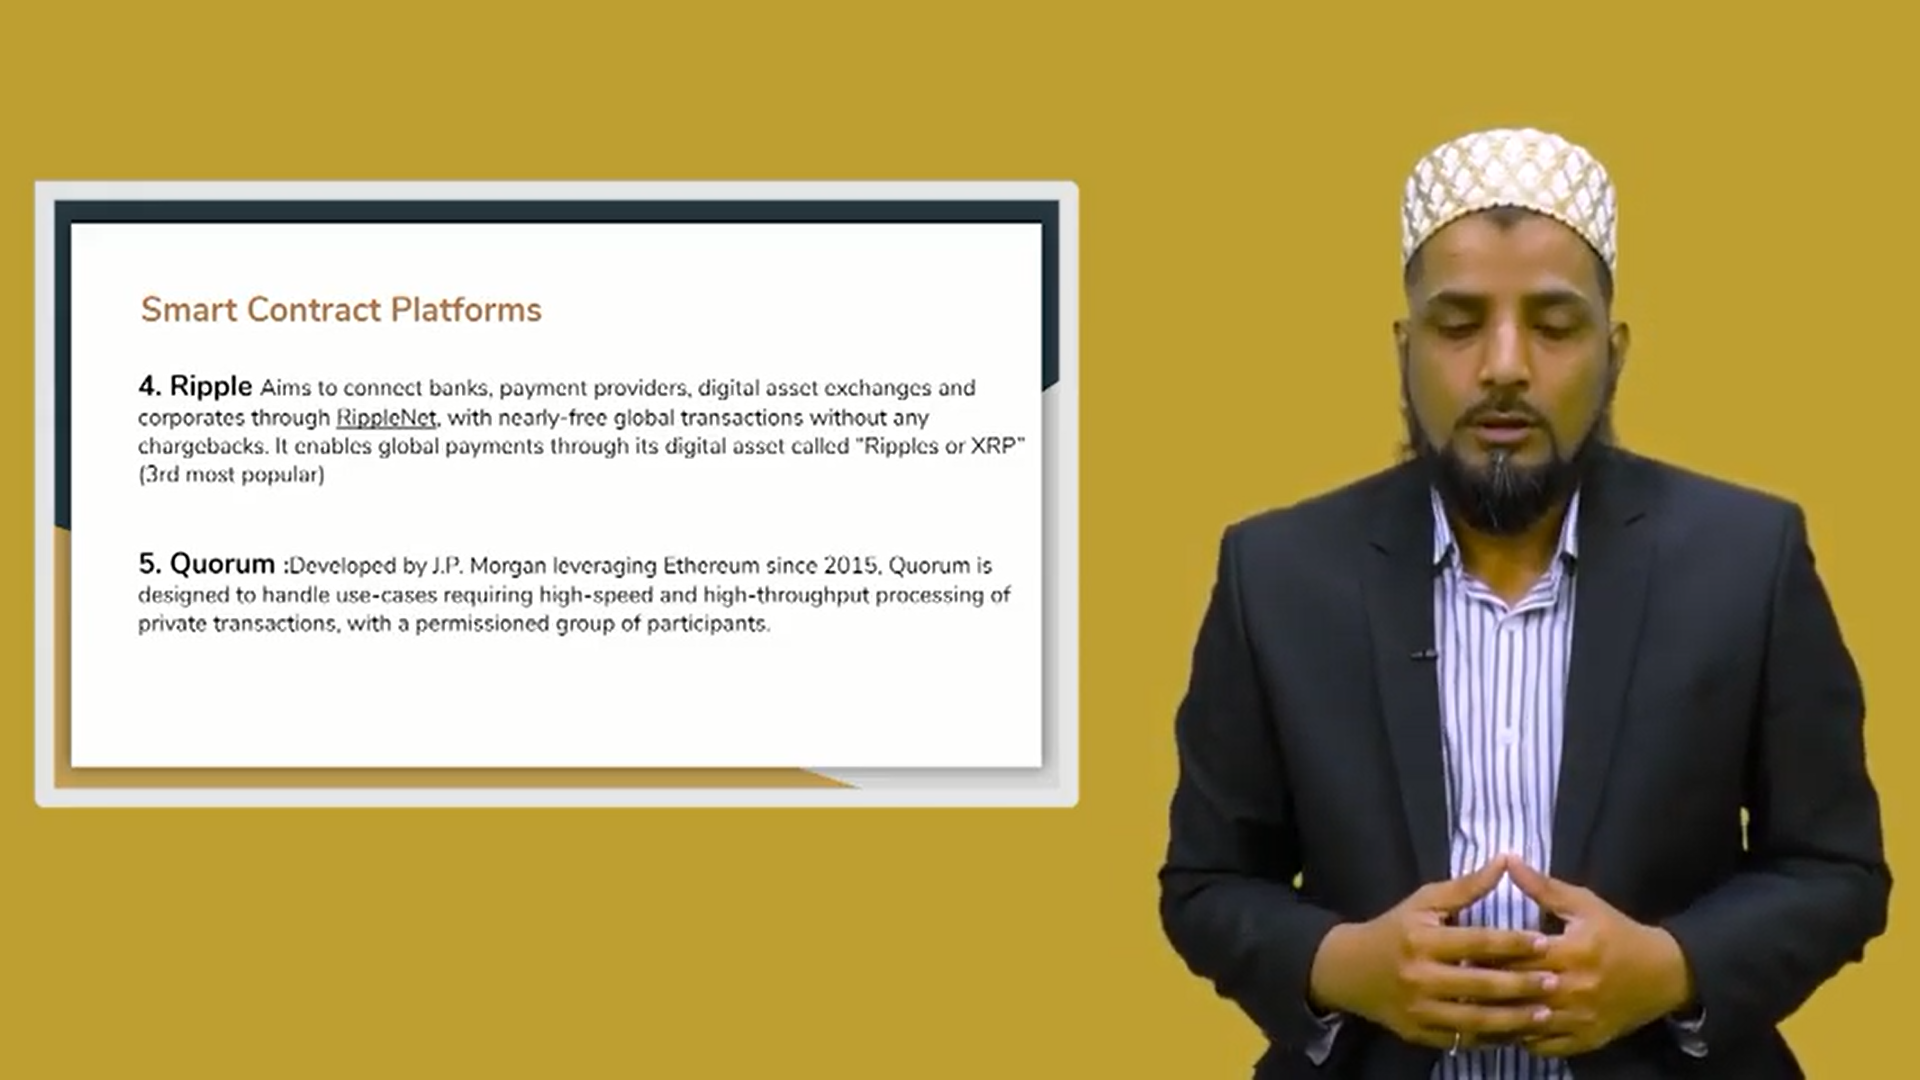 Smart Contract Platforms
4. Ripple Aims to connect banks, payment providers, digital asset exchanges and
corporates through RippleNet, with nearly-free global transactions without any
chargebacks. It enables global payments through its digital asset called "Ripples or XRP"
(3rd most popular)
5. Quorum :Developed by J.P. Morgan leveraging Ethereum since 2015, Quorum is
designed to handle use-cases requiring high-speed and high-throughput processing of
private transactions, with a permissioned group of participants.